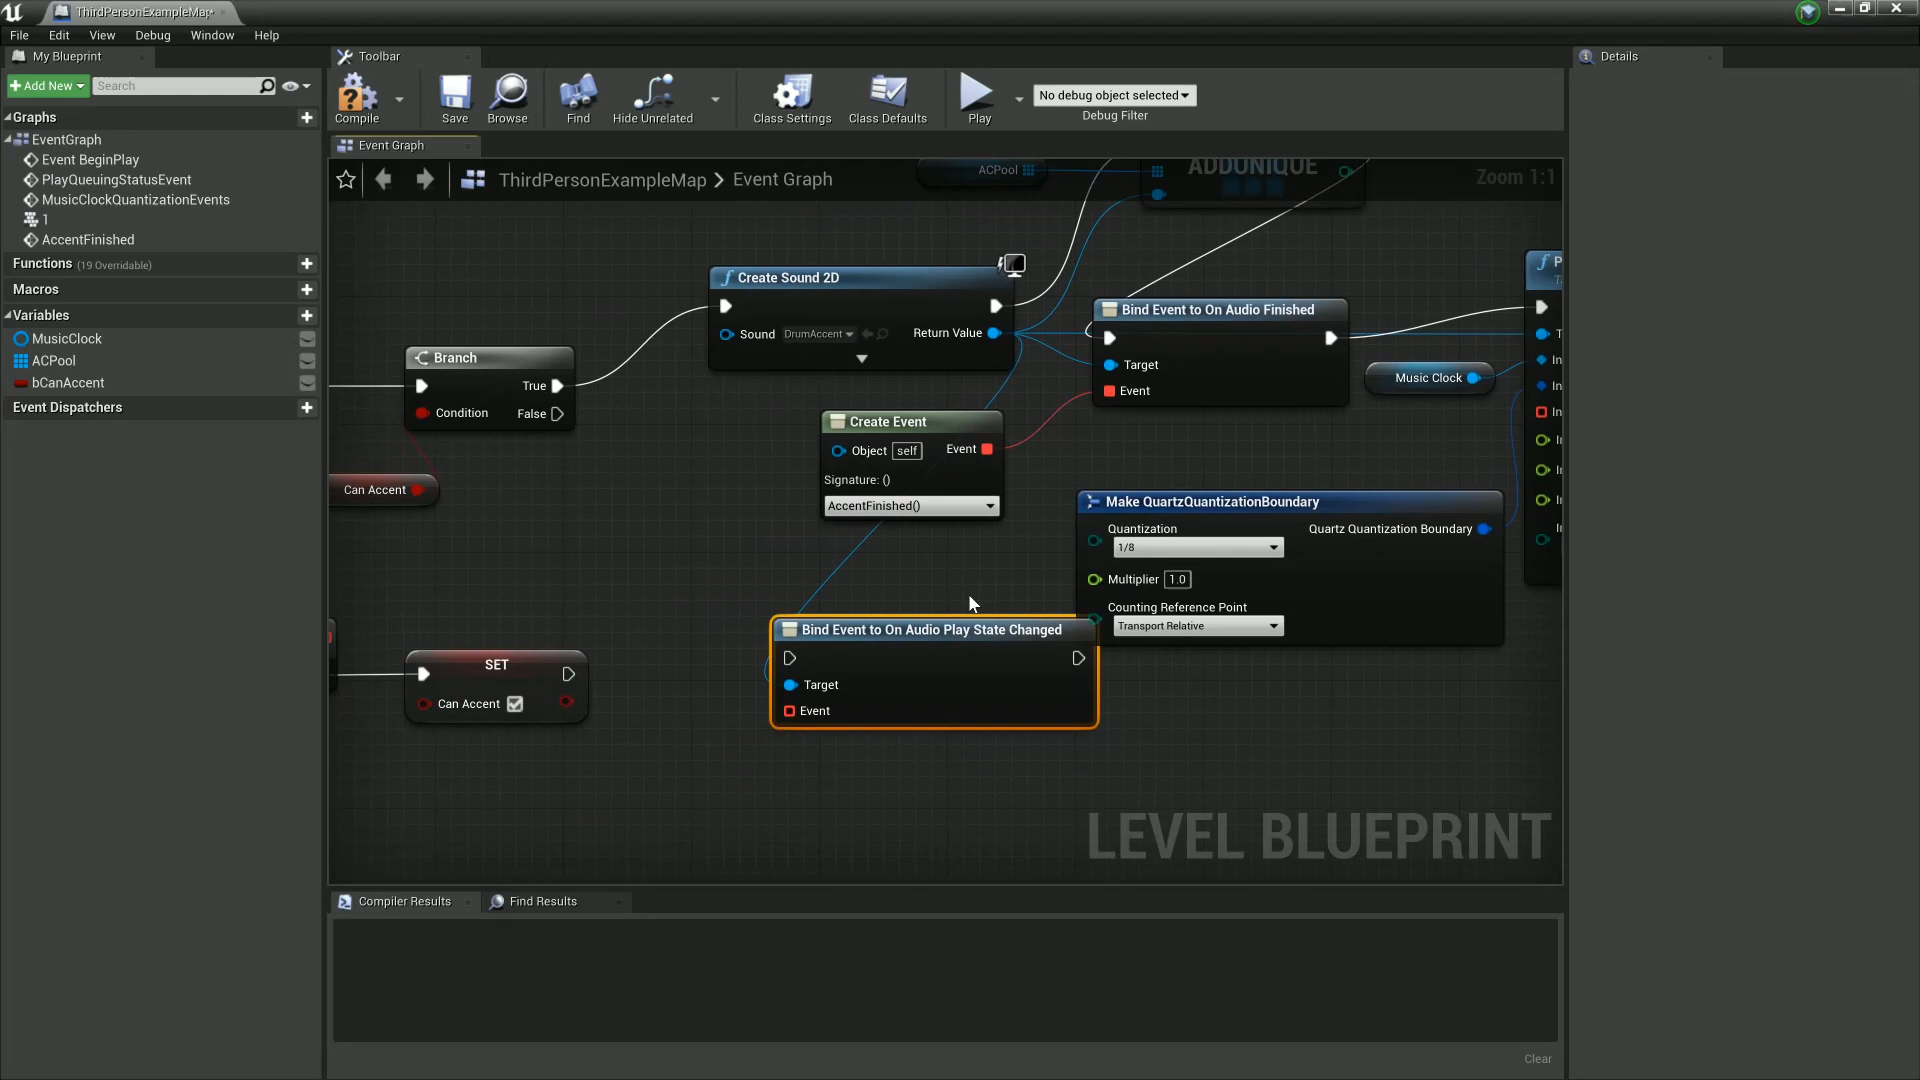 ThirdPersonExampleMap*
File Edit View Debug Window Help
My Blueprint
Toolbar
Details
Add New
Search
Compile
Save
Browse
Find
Hide Unrelated
Class Settings
Class Defaults
Play
No debug object selected
Debug Filter
Graphs
EventGraph
Event BeginPlay
PlayQueuingStatusEvent
MusicClockQuantizationEvents
1
AccentFinished
Functions (19 Overridable)
Macros
Variables
MusicClock
ACPool
bCanAccent
Event Dispatchers
Event Graph
ThirdPersonExampleMap > Event Graph
Zoom 1:1
ACPool
ADDUNIQUE
Create Sound 2D
Sound DrumAccent Return Value
Branch
True
Condition False
Can Accent
Create Event
Object self Event
Signature: ()
AccentFinished()
Bind Event to On Audio Finished
Target
Event
Music Clock
Make QuartzQuantizationBoundary
Quantization Quartz Quantization Boundary
1/8
Multiplier 1.0
Counting Reference Point
Transport Relative
Bind Event to On Audio Play State Changed
Target
Event
SET
Can Accent
LEVEL BLUEPRINT
Compiler Results
Find Results
Clear